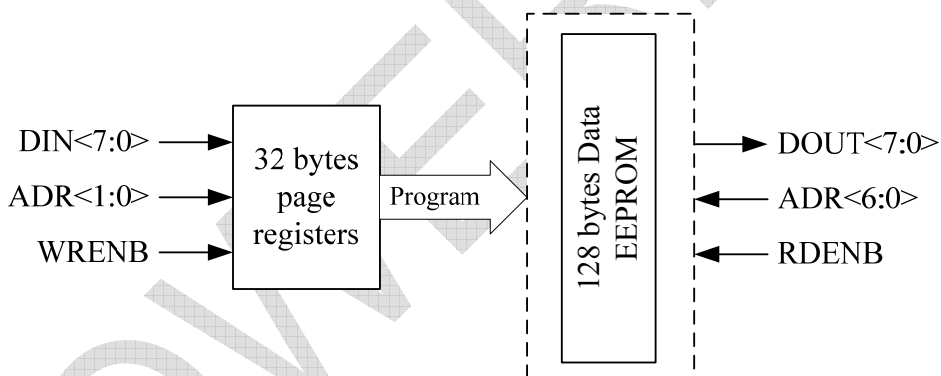 DIN<7:0>
ADR<1:0>
WRENB
32 bytes
page
registers
Program
128 bytes Data
EEPROM
DOUT<7:0>
ADR<6:0>
RDENB